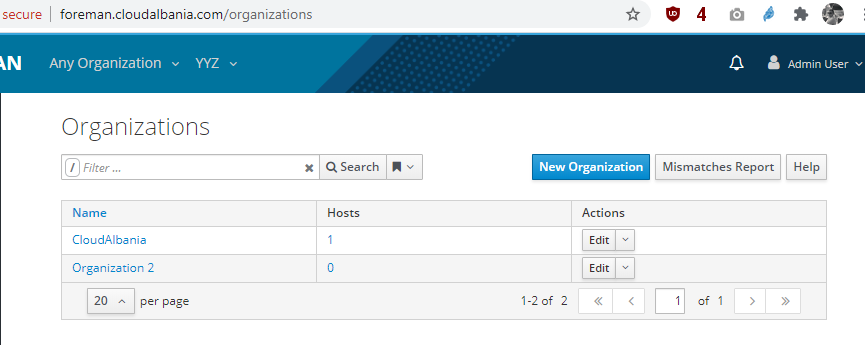 secure | foreman.cloudalbania.com/organizations
4
AN Any Organization YYZ Admin User
Organizations
/ Filter ... Search New Organization Mismatches Report Help
Name Hosts Actions
CloudAlbania 1 Edit
Organization 2 0 Edit
20 per page 1-2 of 2 « ‹ 1 of 1 › »